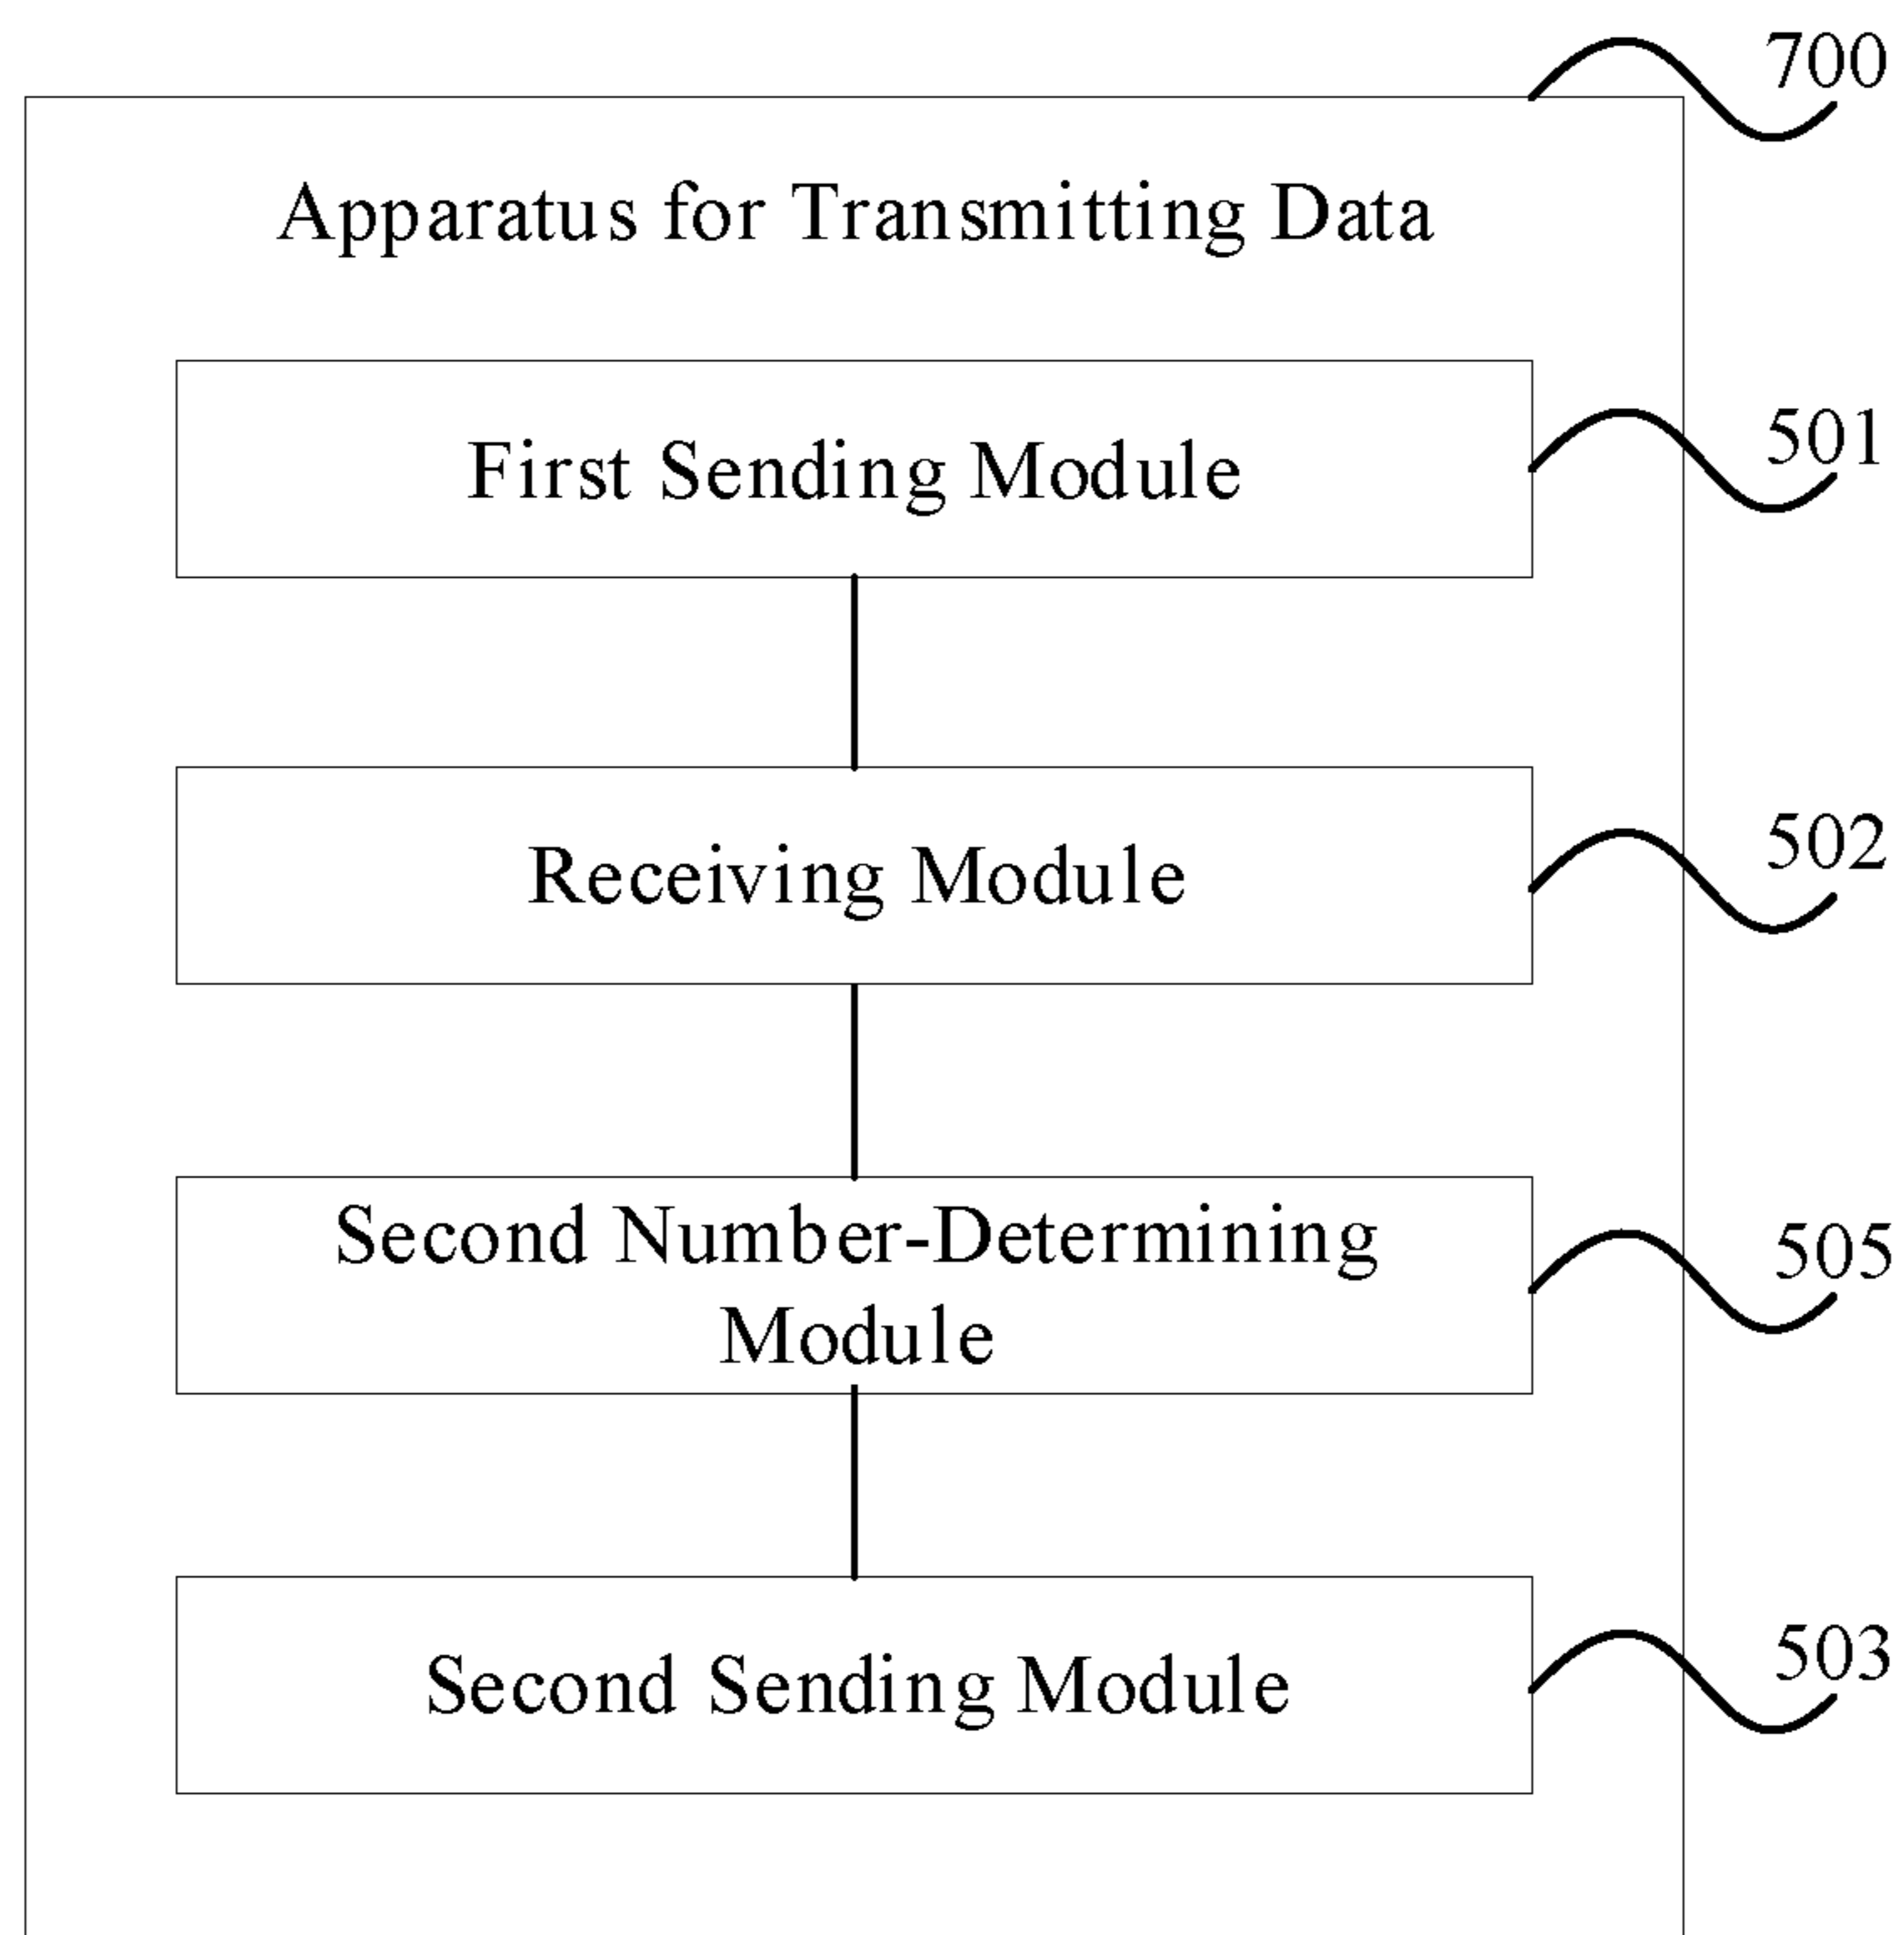 700
Apparatus for Transmitting Data
First Sending Module
501
Receiving Module
502
Second Number-Determining
Module
505
Second Sending Module
503